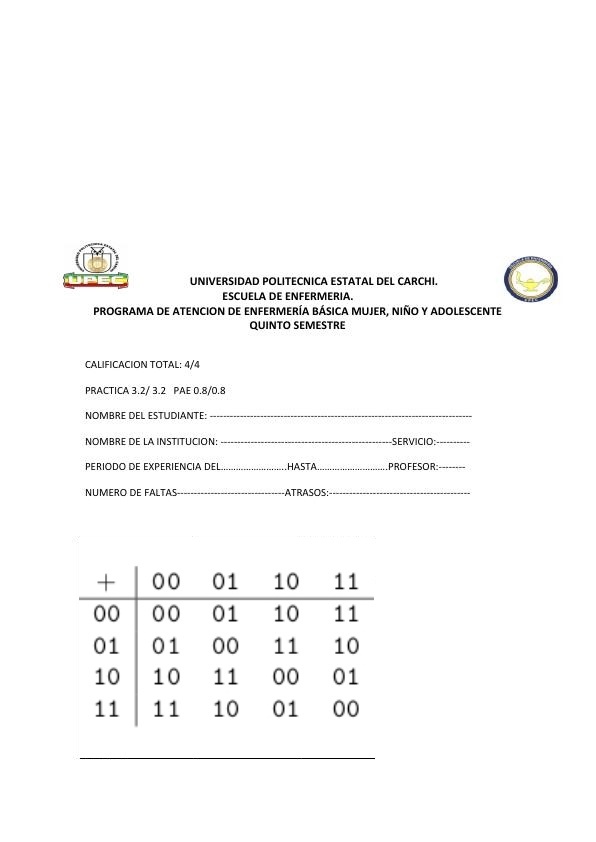 UPEC
UNIVERSIDAD POLITECNICA ESTATAL DEL CARCHI.
ESCUELA DE ENFERMERIA.
PROGRAMA DE ATENCION DE ENFERMERÍA BÁSICA MUJER, NIÑO Y ADOLESCENTE
QUINTO SEMESTRE
CALIFICACION TOTAL: 4/4
PRACTICA 3.2/ 3.2 PAE 0.8/0.8
NOMBRE DEL ESTUDIANTE: ------------------------------------------------------------------------------
NOMBRE DE LA INSTITUCION: ---------------------------------------------------SERVICIO:----------
PERIODO DE EXPERIENCIA DEL…………………….HASTA……………………….PROFESOR:--------
NUMERO DE FALTAS--------------------------------ATRASOS:------------------------------------------
+ 00 01 10 11
00 00 01 10 11
01 01 00 11 10
10 10 11 00 01
11 11 10 01 00